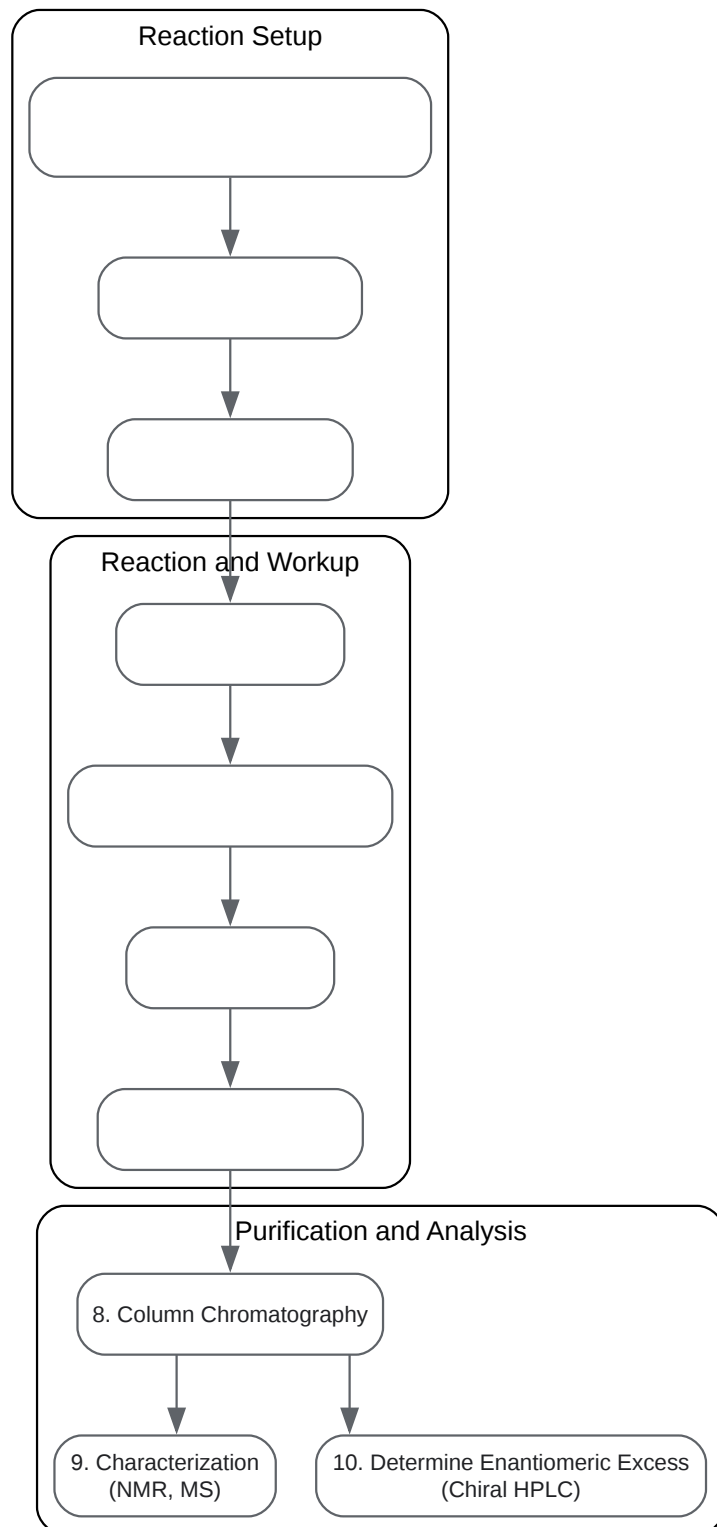 Reaction Setup
Reaction and Workup
Purification and Analysis
8. Column Chromatography
9. Characterization
(NMR, MS)
10. Determine Enantiomeric Excess
(Chiral HPLC)